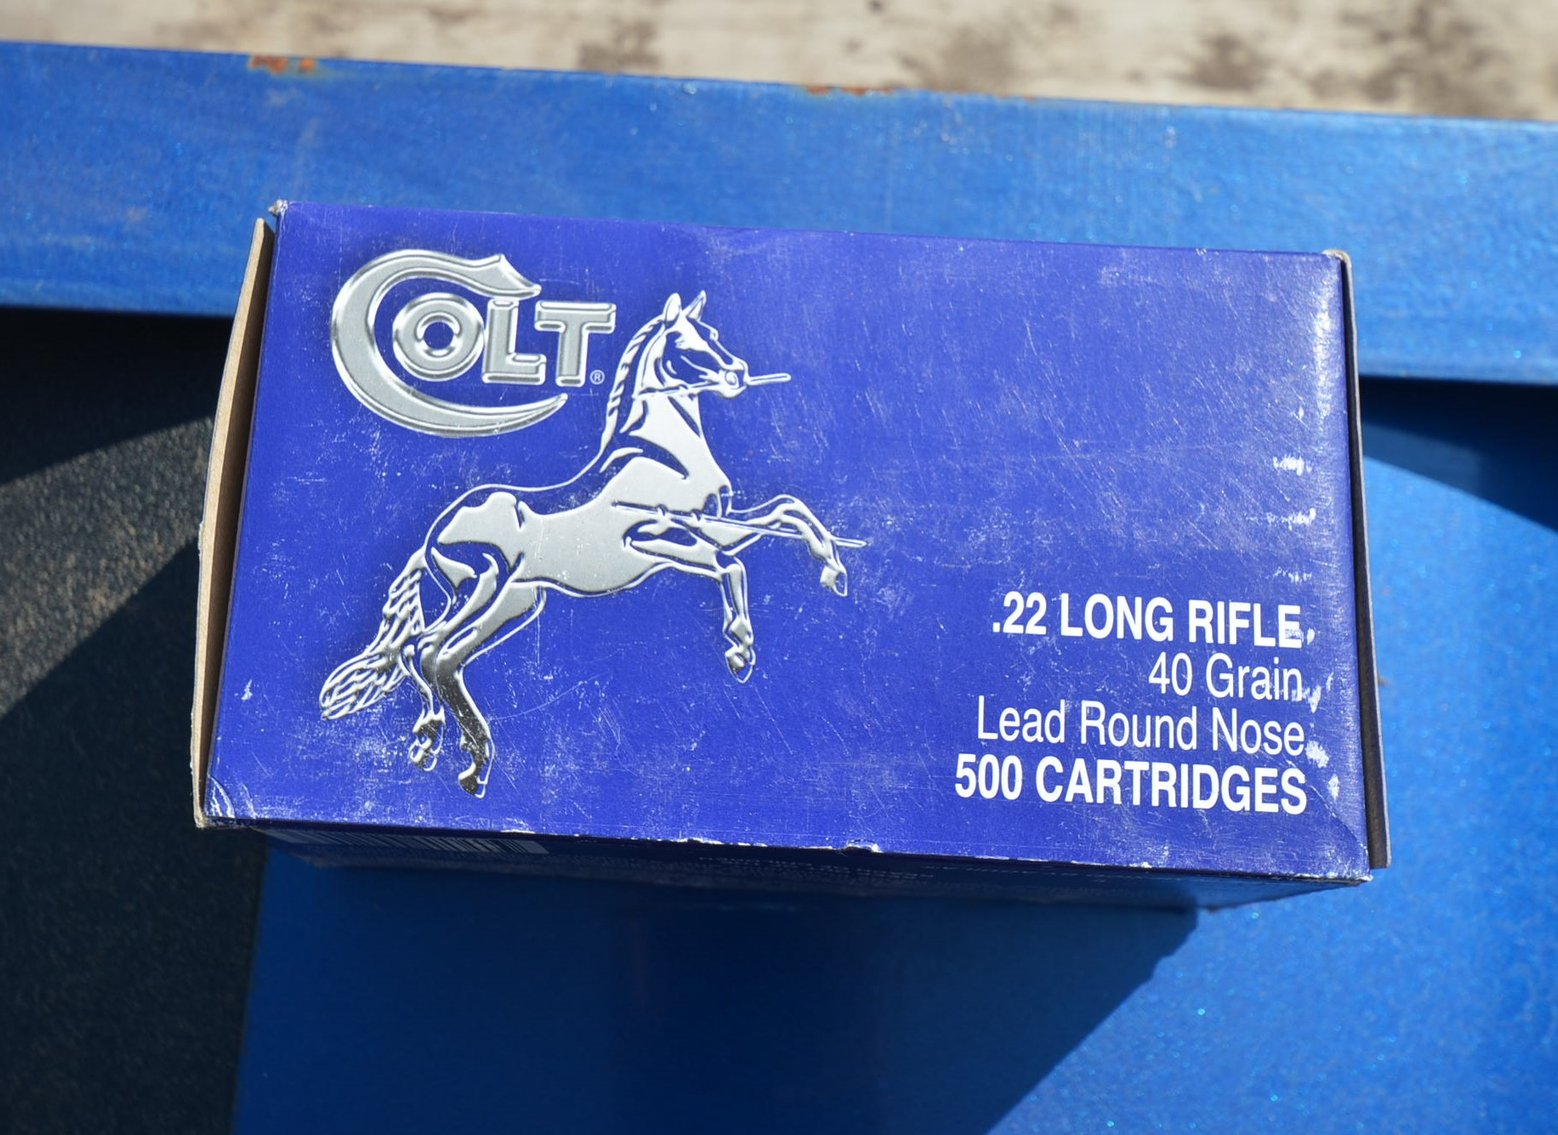 COLT®
.22 LONG RIFLE
40 Grain
Lead Round Nose
500 CARTRIDGES